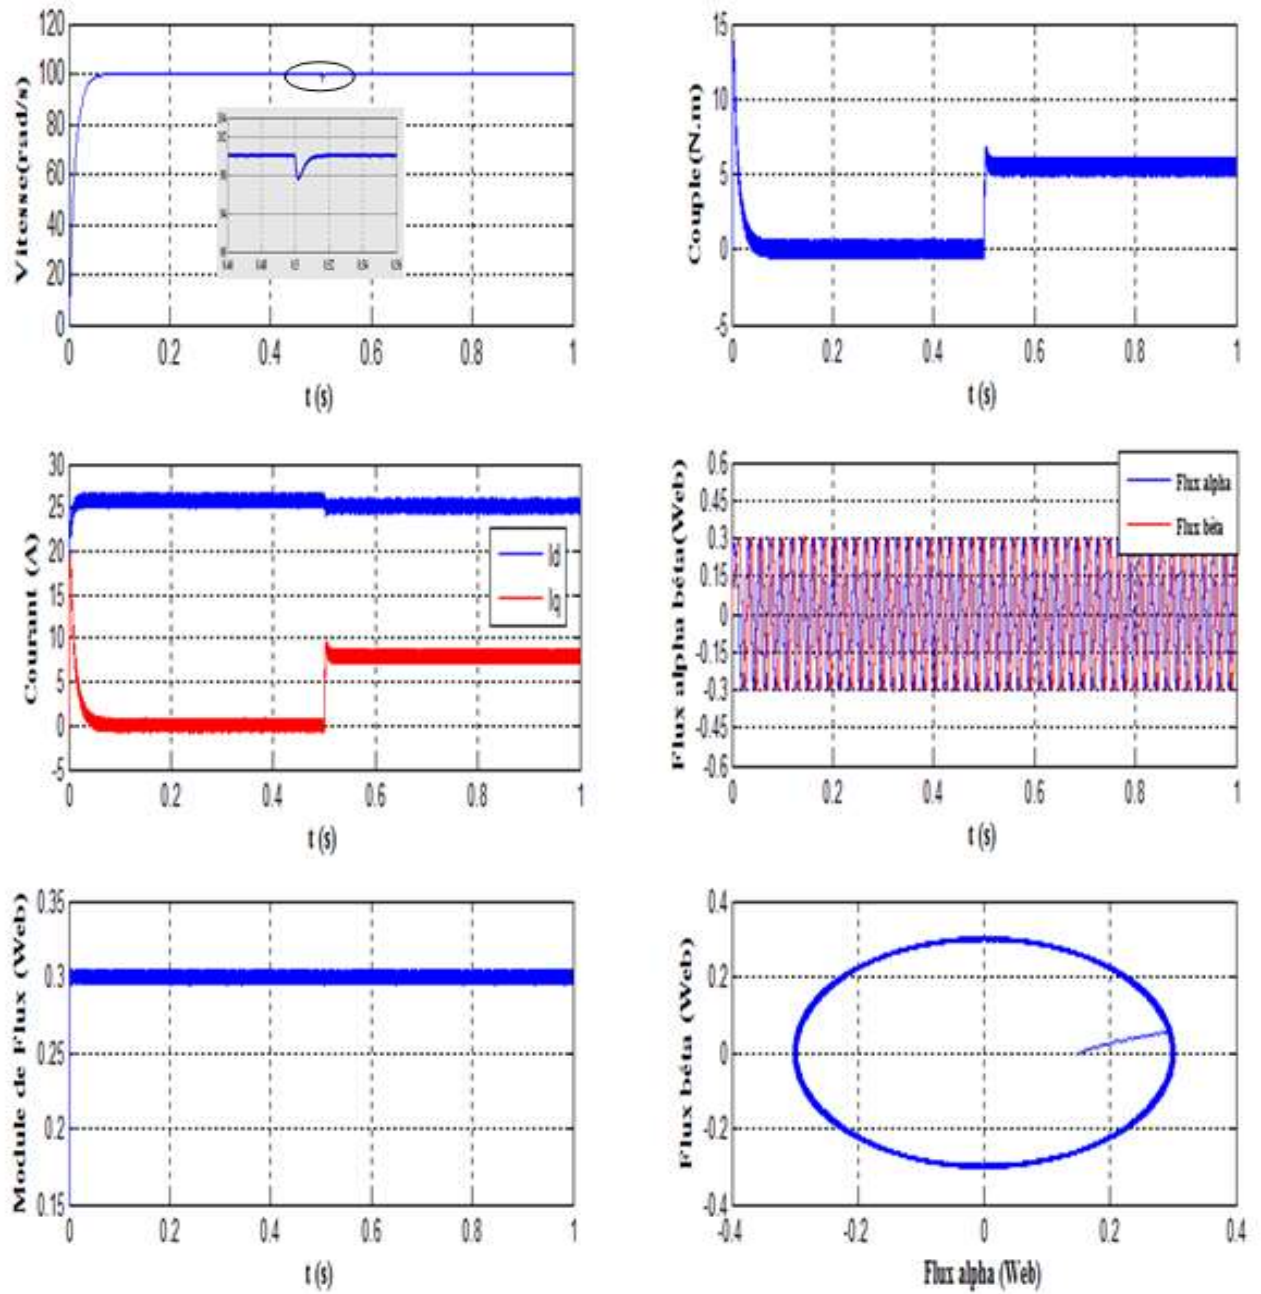 Vitesse(rad/s)
120
100
80
60
40
20
0
0 0.2 0.4 0.6 0.8 1
t (s)
Couple(N.m)
15
10
5
0
-5
0 0.2 0.4 0.6 0.8 1
t (s)
Courant (A)
30
25
20
15
10
5
0
-5
Id
Iq
0 0.2 0.4 0.6 0.8 1
t (s)
Flux alpha béta(Web)
0.6
0.45
0.3
0.15
0
-0.15
-0.3
-0.45
-0.6
Flux alpha
Flux béta
0 0.2 0.4 0.6 0.8 1
t (s)
Module de Flux (Web)
0.35
0.3
0.25
0.2
0.15
0 0.2 0.4 0.6 0.8 1
t (s)
Flux béta (Web)
0.4
0.2
0
-0.2
-0.4
-0.4 -0.2 0 0.2 0.4
Flux alpha (Web)